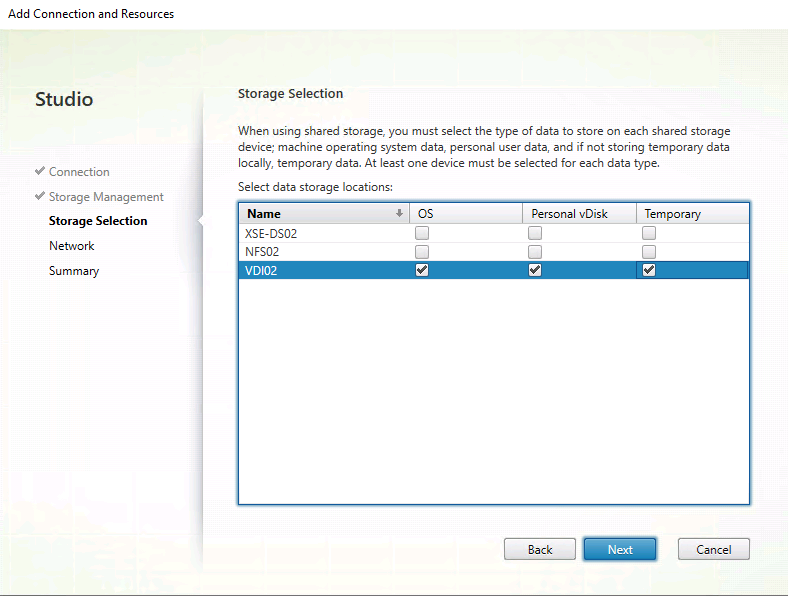 Add Connection and Resources
Studio
Connection
Storage Management
Storage Selection
Network
Summary
Storage Selection
When using shared storage, you must select the type of data to store on each shared storage
device; machine operating system data, personal user data, and if not storing temporary data
locally, temporary data. At least one device must be selected for each data type.
Select data storage locations:
Name OS Personal vDisk Temporary
XSE-DS02
NFS02
VDI02
Back Next Cancel